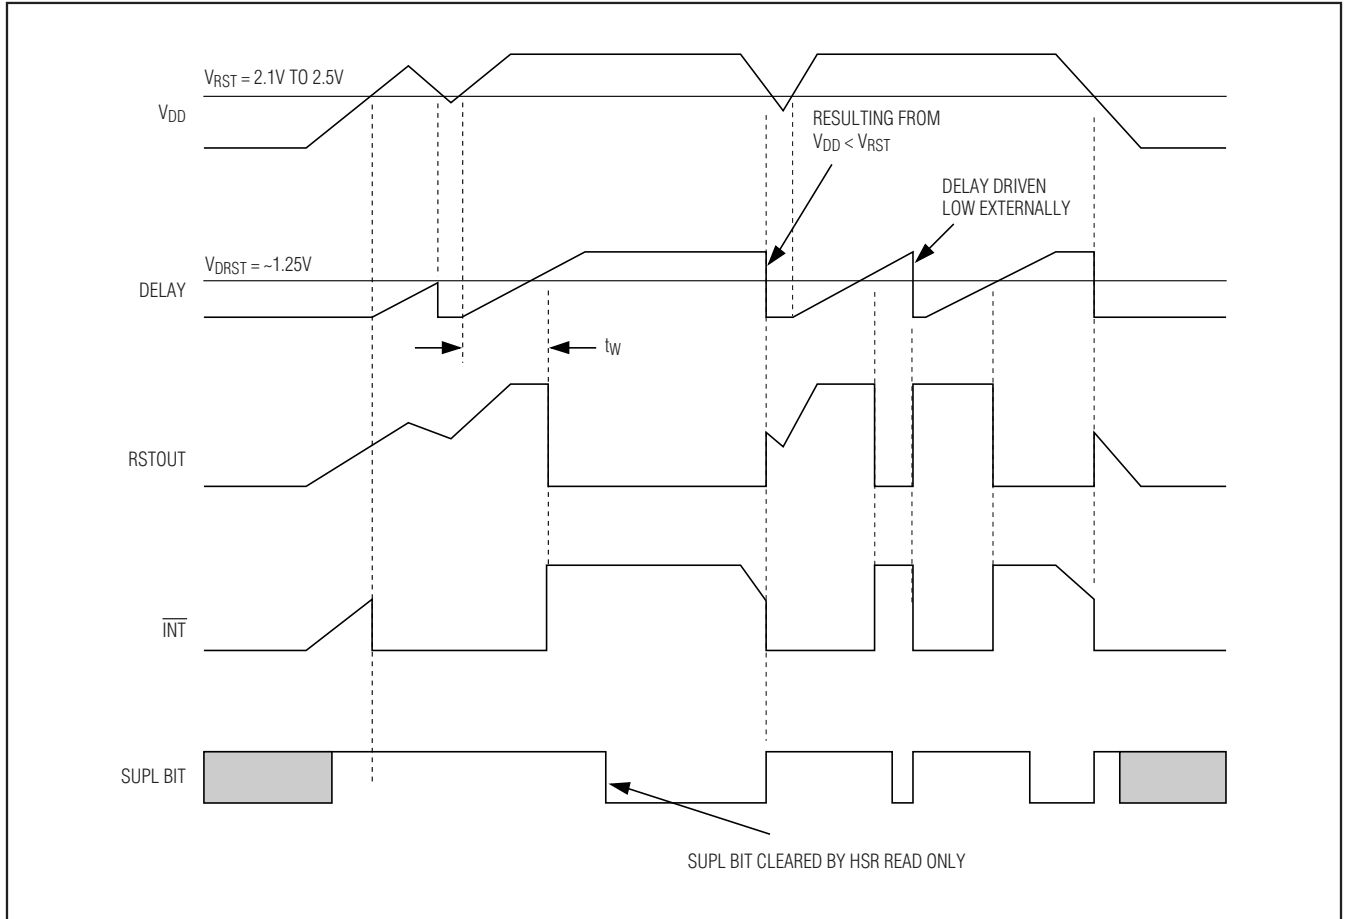 VRST = 2.1V TO 2.5V
VDD
RESULTING FROM
VDD < VRST
DELAY DRIVEN
LOW EXTERNALLY
VDRST = ~1.25V
DELAY
tW
RSTOUT
INT
SUPL BIT
SUPL BIT CLEARED BY HSR READ ONLY